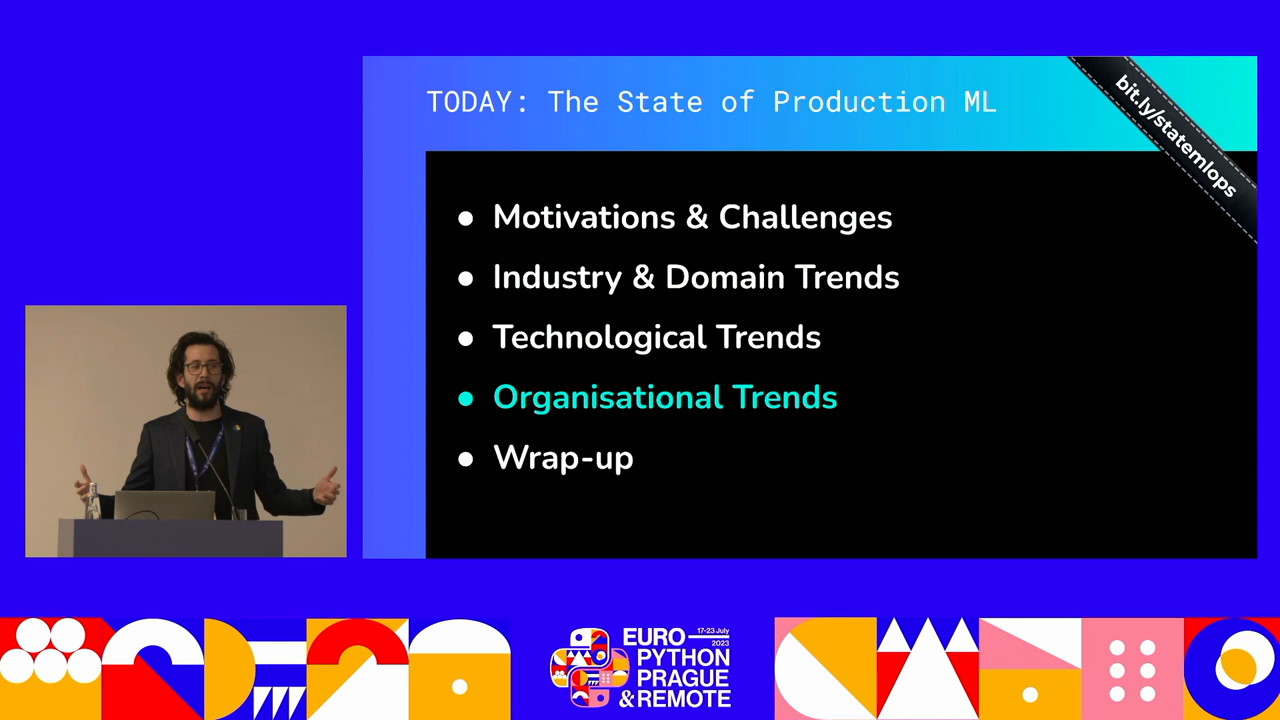 TODAY: The State of Production ML
bit.ly/statemlops
● Motivations & Challenges
● Industry & Domain Trends
● Technological Trends
● Organisational Trends
● Wrap-up
EURO
17-23 July
2023
PYTHON
PRAGUE
& REMOTE